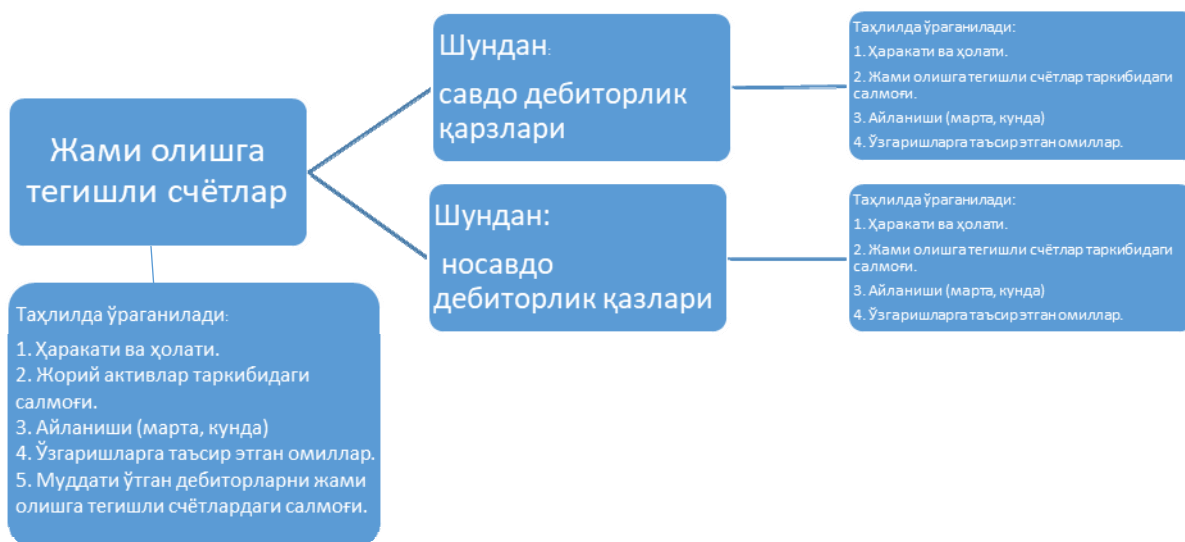 Жами олишга
тегишли счётлар
Таҳлилда ўраганилади:
1. Ҳаракати ва ҳолати.
2. Жорий активлар таркибидаги
салмоғи.
3. Айланиши (марта, кунда)
4. Ўзгаришларга таъсир этган омиллар.
5. Муддати ўтган дебиторларни жами
олишга тегишли счётлардаги салмоғи.
Шундан:
савдо дебиторлик
қарзлари
Таҳлилда ўраганилади:
1. Ҳаракати ва ҳолати.
2. Жами олишга тегишли счётлар таркибидаги
салмоғи.
3. Айланиши (марта, кунда)
4. Ўзгаришларга таъсир этган омиллар.
Шундан:
носавдо
дебиторлик қазлари
Таҳлилда ўраганилади:
1. Ҳаракати ва ҳолати.
2. Жами олишга тегишли счётлар таркибидаги
салмоғи.
3. Айланиши (марта, кунда)
4. Ўзгаришларга таъсир этган омиллар.